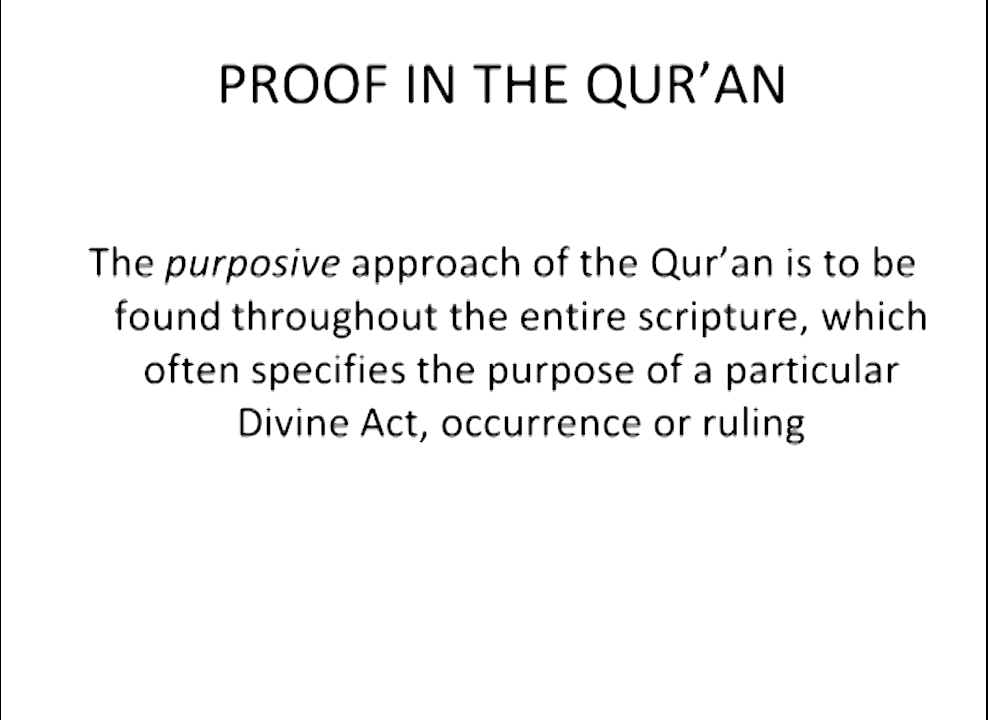 PROOF IN THE QUR’AN
The purposive approach of the Qur’an is to be
found throughout the entire scripture, which
often specifies the purpose of a particular
Divine Act, occurrence or ruling